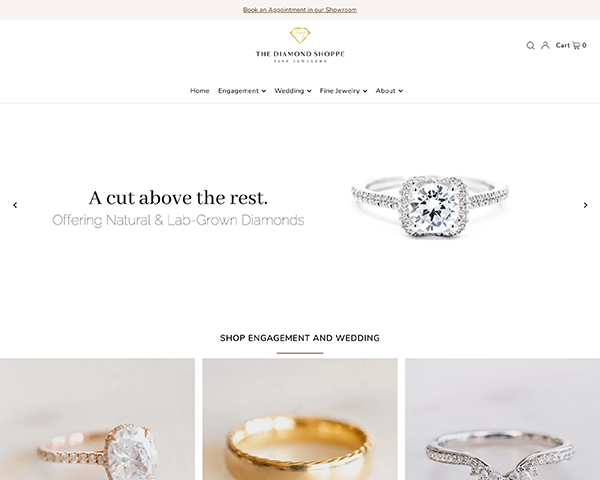 Book an Appointment in our Showroom
THE DIAMOND SHOPPE
FINE JEWELERS
Cart 0
Home Engagement Wedding Fine Jewelry About
A cut above the rest.
Offering Natural & Lab-Grown Diamonds
SHOP ENGAGEMENT AND WEDDING